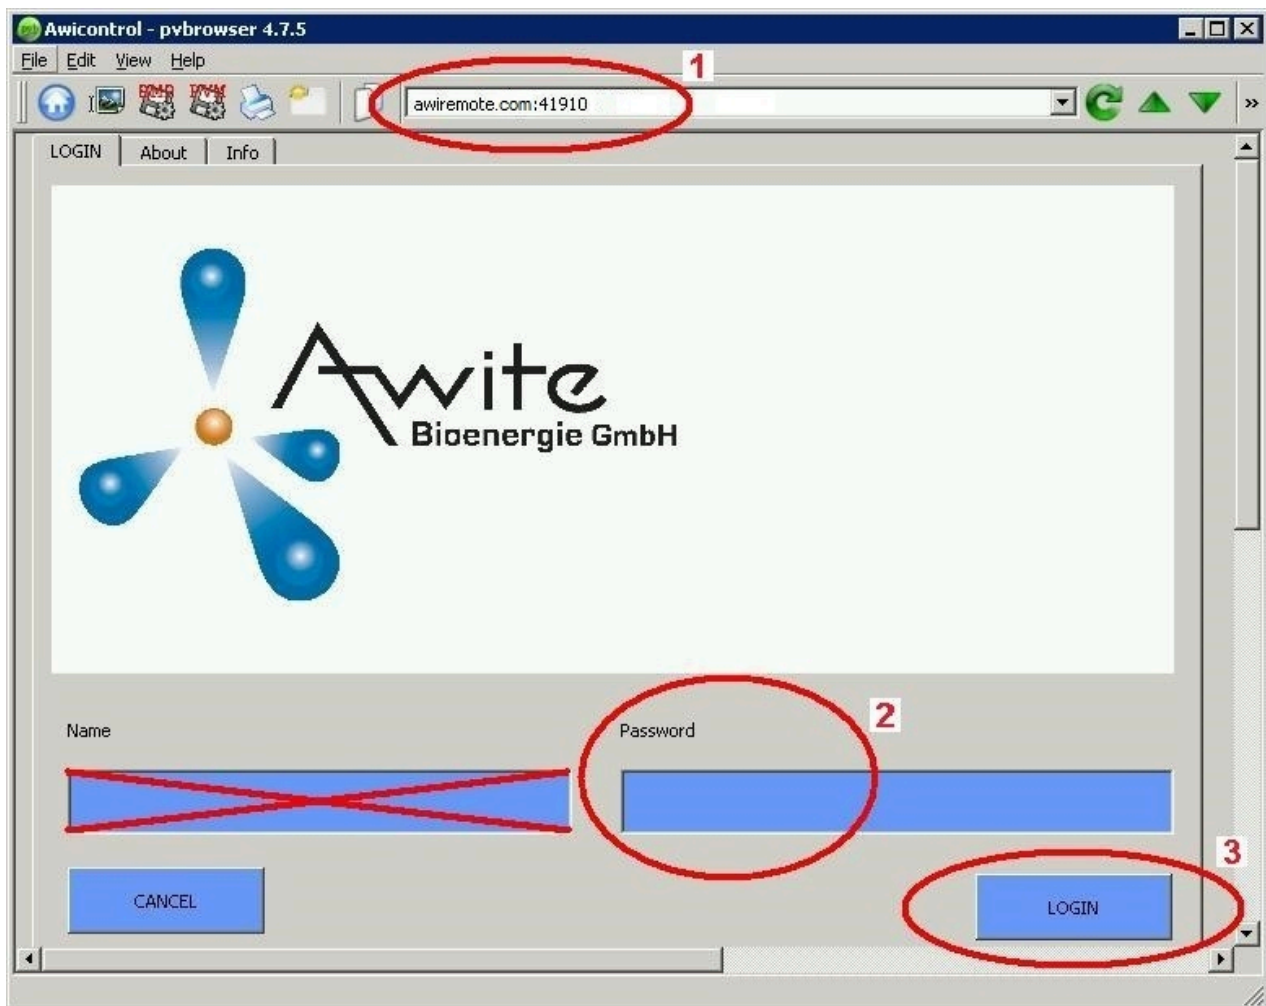 Awicontrol - pvbrowser 4.7.5
File Edit View Help
1
awiremote.com:41910
»
LOGIN About Info
Awite
Bioenergie GmbH
2
Name Password
3
CANCEL LOGIN